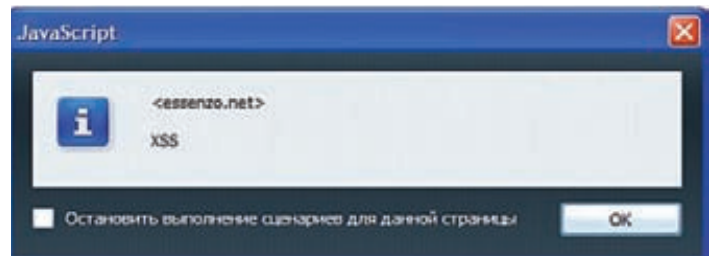 JavaScript
<essenzo.net>
XSS
Остановить выполнение сценариев для данной страницы
OK